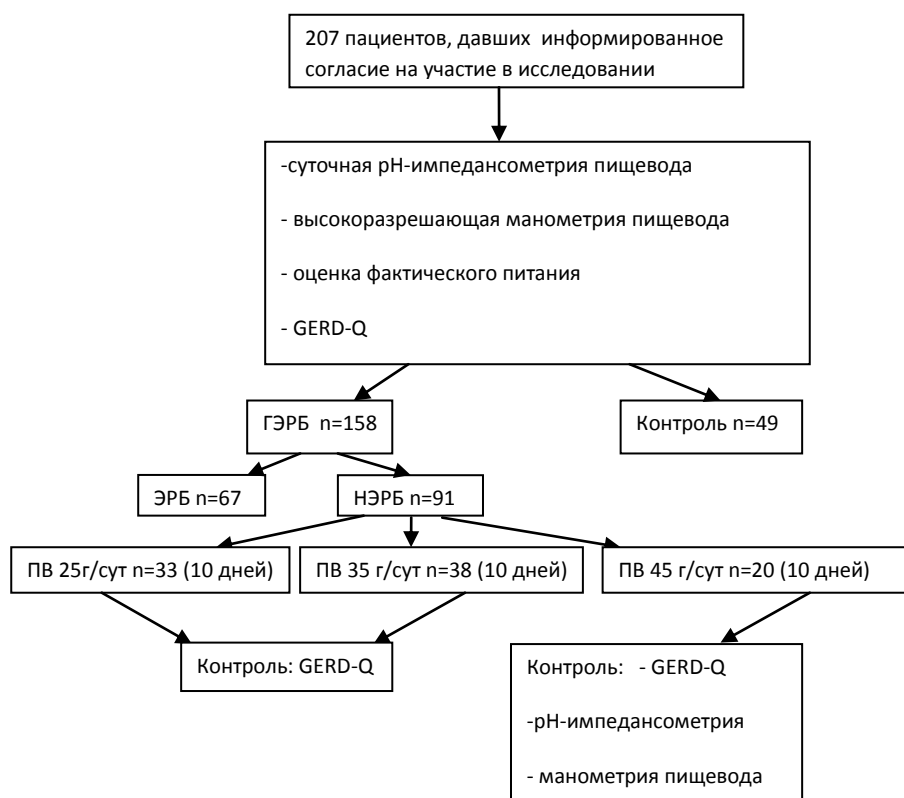 207 пациентов, давших информированное
согласие на участие в исследовании
-суточная рН-импедансометрия пищевода
- высокоразрешающая манометрия пищевода
- оценка фактического питания
- GERD-Q
ГЭРБ n=158
Контроль n=49
ЭРБ n=67
НЭРБ n=91
ПВ 25г/сут n=33 (10 дней)
ПВ 35 г/сут n=38 (10 дней)
ПВ 45 г/сут n=20 (10 дней)
Контроль: GERD-Q
Контроль: - GERD-Q
-рН-импедансометрия
- манометрия пищевода